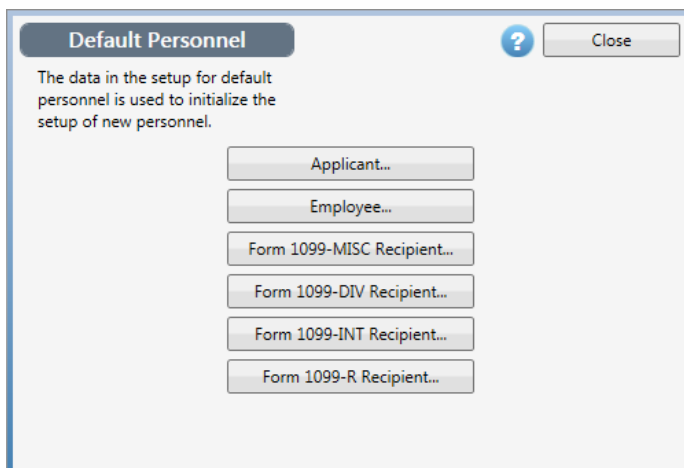 Default Personnel
?
Close
The data in the setup for default
personnel is used to initialize the
setup of new personnel.
Applicant...
Employee...
Form 1099-MISC Recipient...
Form 1099-DIV Recipient...
Form 1099-INT Recipient...
Form 1099-R Recipient...